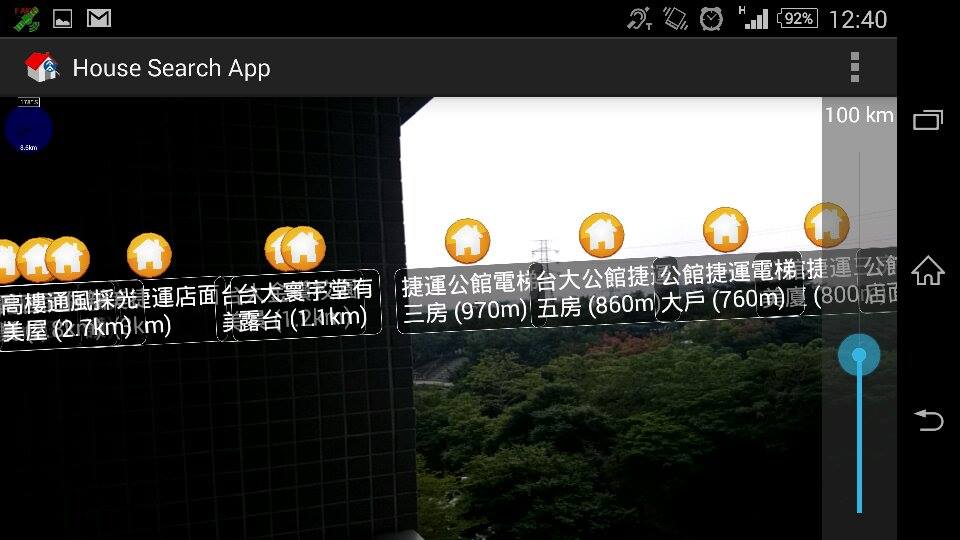 H
92%
12:40
House Search App
100 km
8.6km
高樓通風採光
美屋 (2.7km)
捷運店面
km)
台大寰宇堂有
露台 (1.1km)
捷運公館電梯
三房 (970m)
台大公館捷
五房 (860m)
公館捷運電梯
大戶 (760m)
捷
(800m
公館
店面